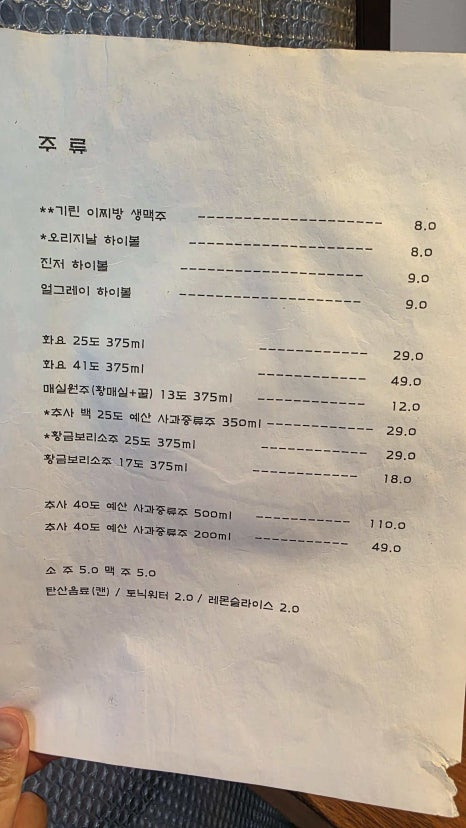 주 류
**기린 이찌방 생맥주 -------------------- 8.0
*오리지날 하이볼 -------------------- 8.0
진저 하이볼 -------------------- 9.0
얼그레이 하이볼 -------------------- 9.0
화요 25도 375ml ------------ 29.0
화요 41도 375ml ------------ 49.0
매실원주(황매실+꿀) 13도 375ml ------------ 12.0
*추사 백 25도 예산 사과증류주 350ml ------------ 29.0
*황금보리소주 25도 375ml ------------ 29.0
황금보리소주 17도 375ml ------------ 18.0
추사 40도 예산 사과증류주 500ml ----------- 110.0
추사 40도 예산 사과증류주 200ml ----------- 49.0
소 주 5.0 맥 주 5.0
탄산음료(캔) / 토닉워터 2.0 / 레몬슬라이스 2.0